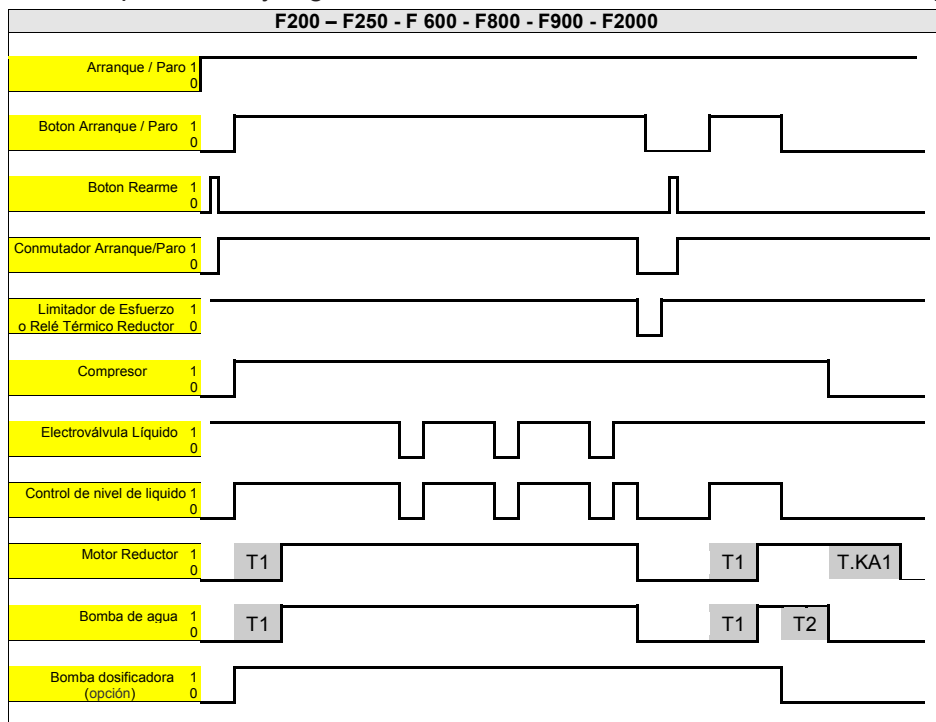 F200 – F250 - F 600 - F800 - F900 - F2000
Arranque / Paro 1
0
Boton Arranque / Paro 1
0
Boton Rearme 1
0
Conmutador Arranque/Paro 1
0
Limitador de Esfuerzo 1
o Relé Térmico Reductor 0
Compresor 1
0
Electroválvula Líquido 1
0
Control de nivel de liquido 1
0
Motor Reductor 1
0
T1 T1 T.KA1
Bomba de agua 1
0
T1 T1 T2
Bomba dosificadora 1
(opción) 0